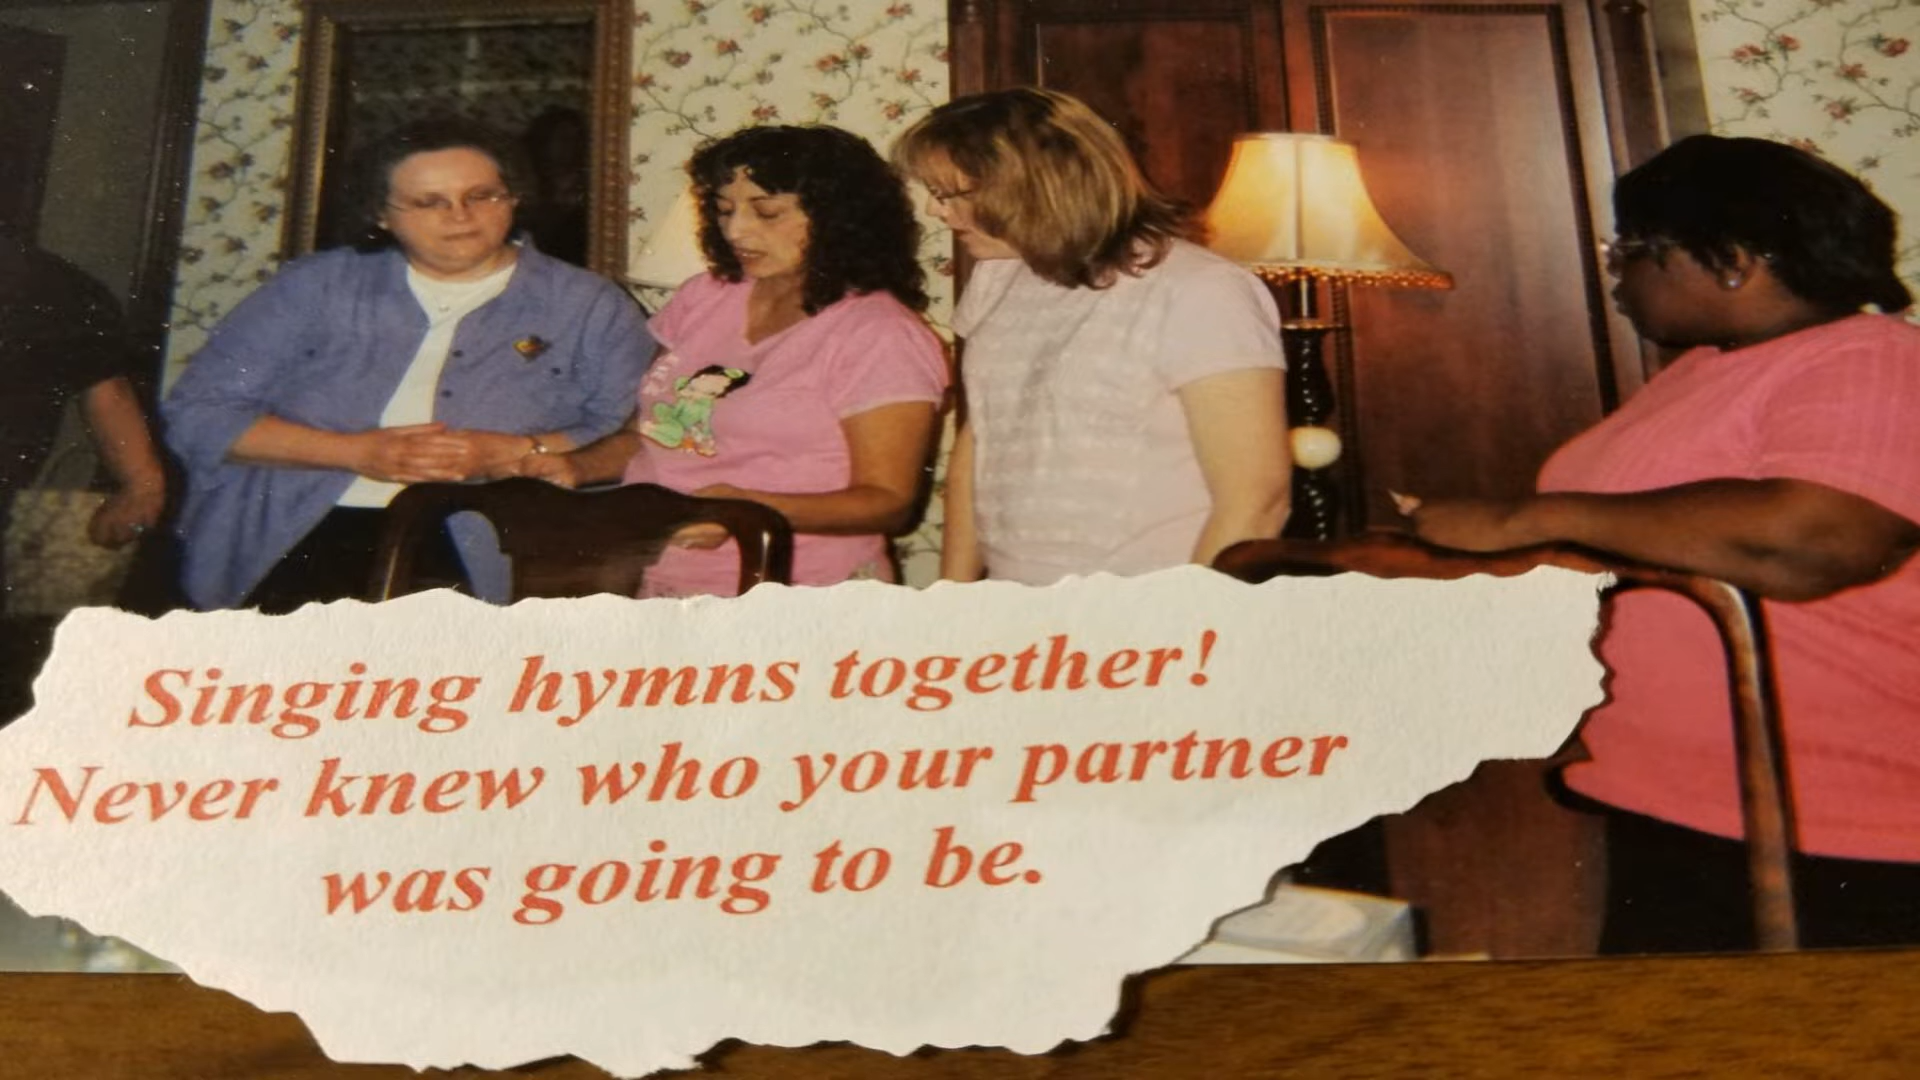 Singing hymns together!
Never knew who your partner
was going to be.